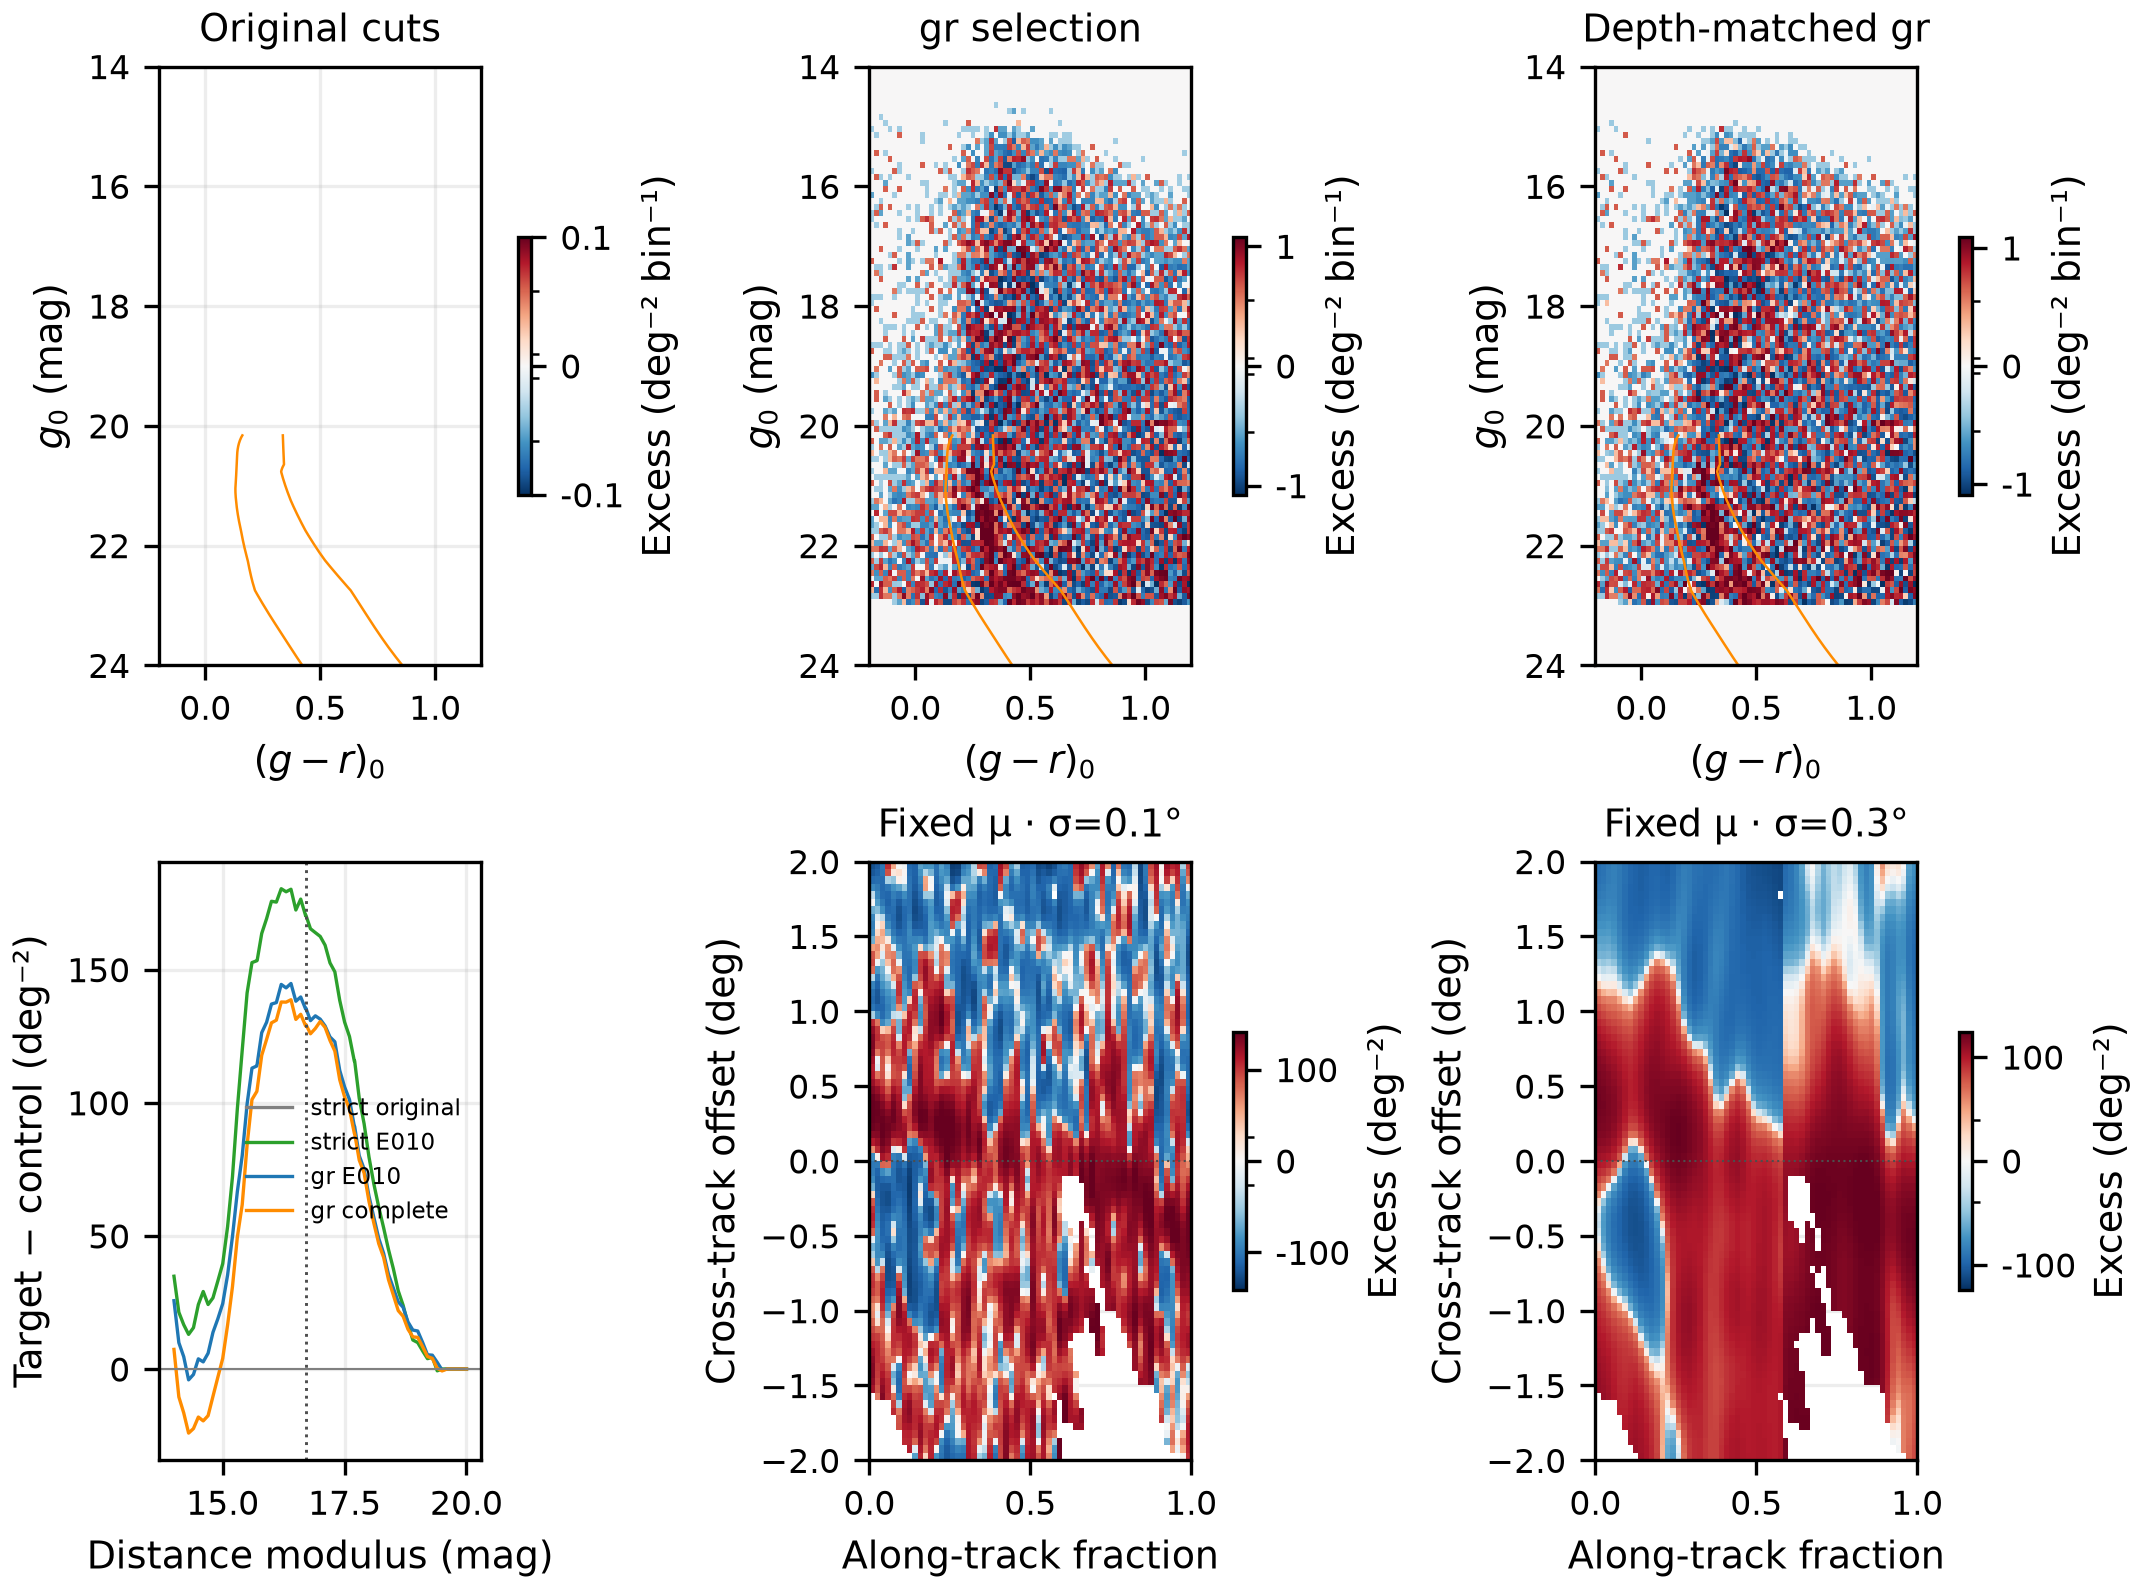 Original cuts
14
16
18
20
22
24
g₀ (mag)
0.0
0.5
1.0
(g − r)₀
0.1
0
-0.1
Excess (deg⁻² bin⁻¹)
gr selection
14
16
18
20
22
24
g₀ (mag)
0.0
0.5
1.0
(g − r)₀
1
0
-1
Excess (deg⁻² bin⁻¹)
Depth-matched gr
14
16
18
20
22
24
g₀ (mag)
0.0
0.5
1.0
(g − r)₀
1
0
-1
Excess (deg⁻² bin⁻¹)
150
100
50
0
Target − control (deg⁻²)
strict original
strict E010
gr E010
gr complete
15.0
17.5
20.0
Distance modulus (mag)
Fixed μ · σ=0.1°
2.0
1.5
1.0
0.5
0.0
−0.5
−1.0
−1.5
−2.0
Cross-track offset (deg)
0.0
0.5
1.0
Along-track fraction
100
0
-100
Excess (deg⁻²)
Fixed μ · σ=0.3°
2.0
1.5
1.0
0.5
0.0
−0.5
−1.0
−1.5
−2.0
Cross-track offset (deg)
0.0
0.5
1.0
Along-track fraction
100
0
-100
Excess (deg⁻²)